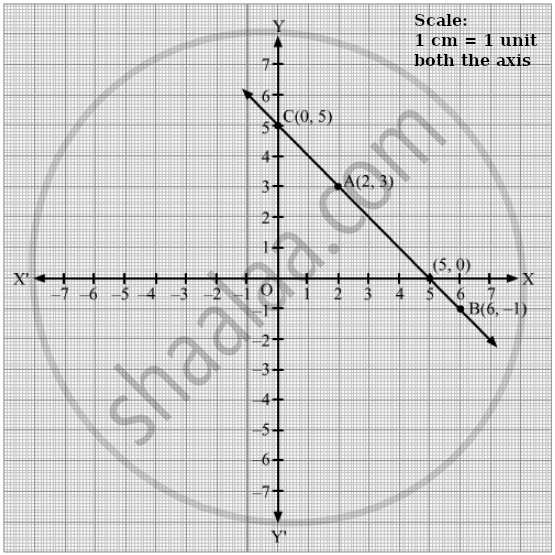 Scale:
1 cm = 1 unit
both the axis
Y
7
6
C(0, 5)
5
4
A(2, 3)
3
2
1
(5, 0)
X'
X
O
–7 –6 –5 –4 –3 –2 –1 1 2 3 4 5 6 7
–1
B(6, –1)
–2
–3
–4
–5
–6
–7
Y'
shaalaa.com